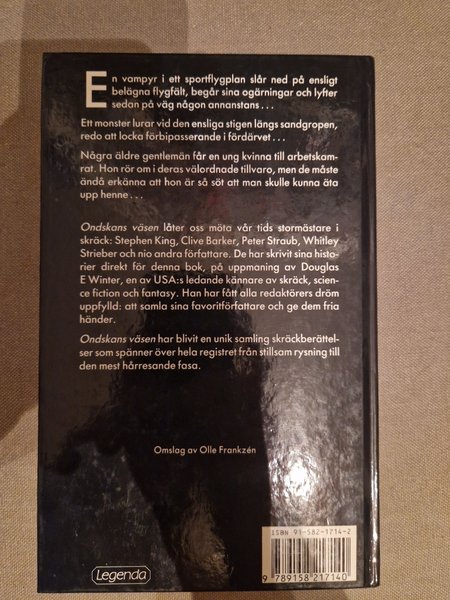 En vampyr i ett sportflygplan slår ned på ensligt
belägna flygfält, begår sina ogärningar och lyfter
sedan på väg någon annanstans...
Ett monster lurar vid den ensliga stigen längs sandgropen,
redo att locka förbipasserande i fördärvet...
Några äldre gentlemän får en ung kvinna till arbetskam-
rat. Hon rör om i deras välordnade tillvaro, men de måste
ändå erkänna att hon är så söt att man skulle kunna äta
upp henne...
Ondskans väsen låter oss möta vår tids stormästare i
skräck: Stephen King, Clive Barker, Peter Straub, Whitley
Strieber och nio andra författare. De har skrivit sina histo-
rier direkt för denna bok, på uppmaning av Douglas
E Winter, en av USA:s ledande kännare av skräck, scien-
ce fiction och fantasy. Han har fått alla redaktörers dröm
uppfylld: att samla sina favoritförfattare och ge dem fria
händer.
Ondskans väsen har blivit en unik samling skräckberättel-
ser som spänner över hela registret från stillsam rysning till
den mest hårresande fasa.
Omslag av Olle Frankzén
ISBN 91-582-1714-2
9 789158 217140
Legenda